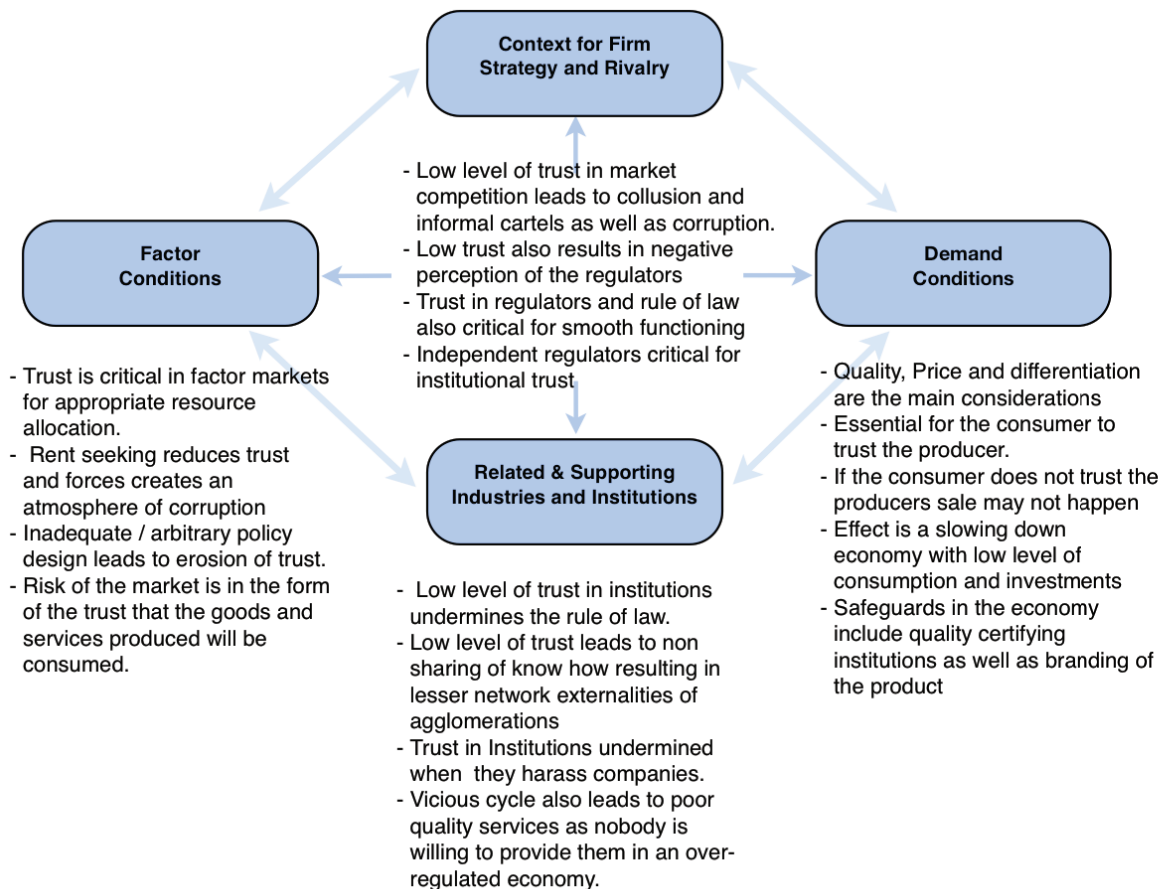 Context for Firm
Strategy and Rivalry
- Low level of trust in market
competition leads to collusion and
informal cartels as well as corruption.
- Low trust also results in negative
perception of the regulators
- Trust in regulators and rule of law
also critical for smooth functioning
- Independent regulators critical for
institutional trust
Factor
Conditions
- Trust is critical in factor markets
for appropriate resource
allocation.
- Rent seeking reduces trust
and forces creates an
atmosphere of corruption
- Inadequate / arbitrary policy
design leads to erosion of trust.
- Risk of the market is in the form
of the trust that the goods and
services produced will be
consumed.
Demand
Conditions
- Quality, Price and differentiation
are the main considerations
- Essential for the consumer to
trust the producer.
- If the consumer does not trust the
producers sale may not happen
- Effect is a slowing down
economy with low level of
consumption and investments
- Safeguards in the economy
include quality certifying
institutions as well as branding of
the product
Related & Supporting
Industries and Institutions
- Low level of trust in institutions
undermines the rule of law.
- Low level of trust leads to non
sharing of know how resulting in
lesser network externalities of
agglomerations
- Trust in Institutions undermined
when they harass companies.
- Vicious cycle also leads to poor
quality services as nobody is
willing to provide them in an over-
regulated economy.